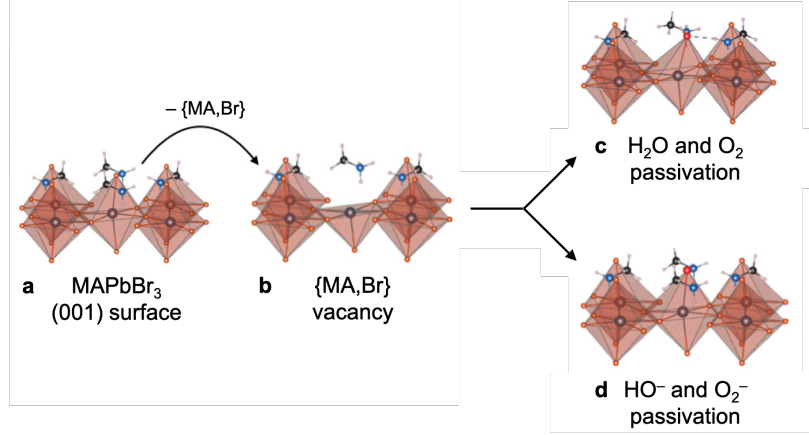 – {MA,Br}
a MAPbBr₃
(001) surface
b {MA,Br}
vacancy
c H₂O and O₂
passivation
d HO⁻ and O₂⁻
passivation